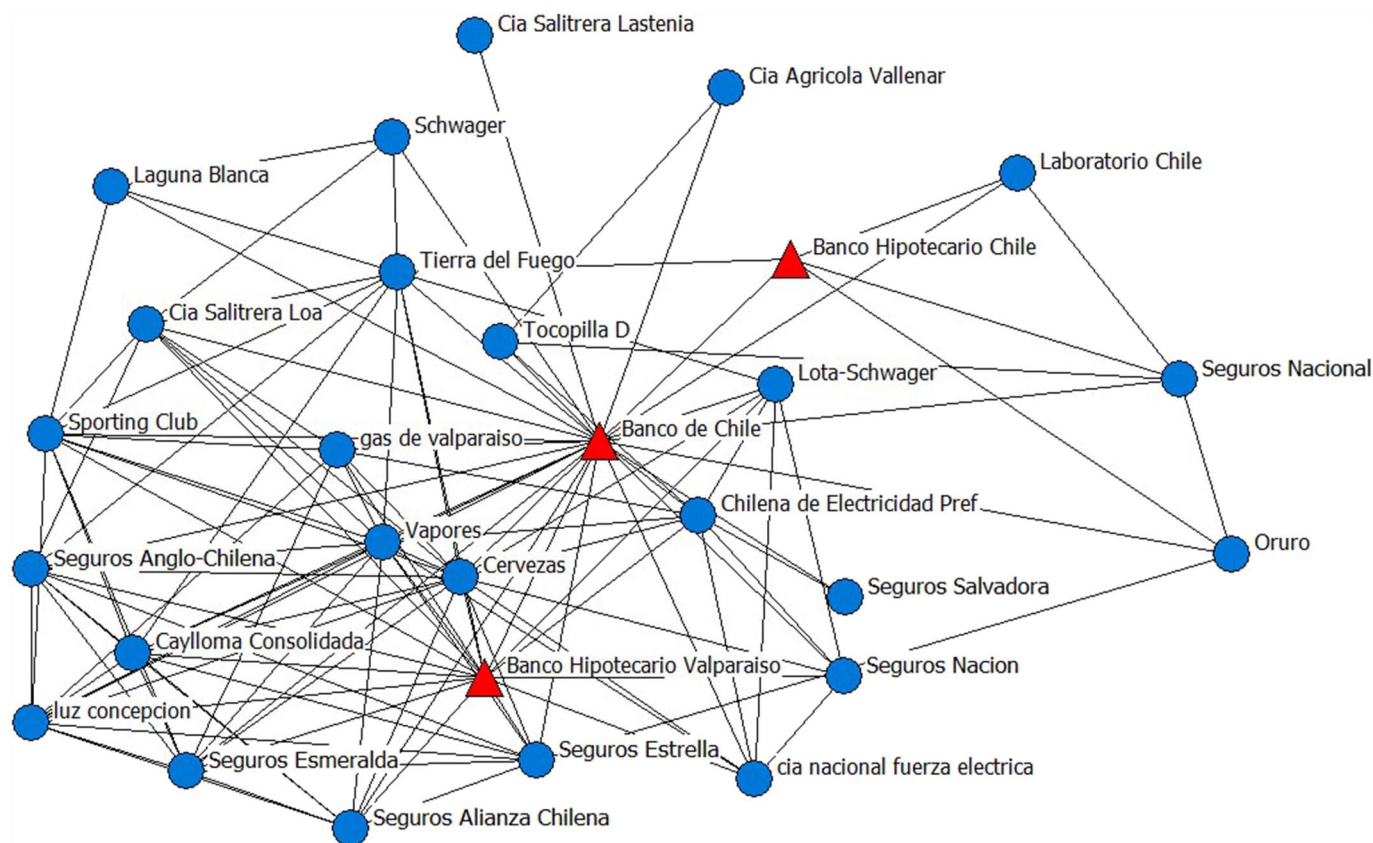 Cia Salitrera Lastenia
Cia Agricola Vallenar
Schwager
Laboratorio Chile
Laguna Blanca
Banco Hipotecario Chile
Tierra del Fuego
Cia Salitrera Loa
Tocopilla D
Lota-Schwager
Seguros Nacional
Sporting Club
gas de valparaiso
Banco de Chile
Chilena de Electricidad Pref
Vapores
Oruro
Seguros Anglo-Chilena
Cervezas
Seguros Salvadora
Caylloma Consolidada
Banco Hipotecario Valparaiso
Seguros Nacion
luz concepcion
Seguros Esmeralda
Seguros Estrella
cia nacional fuerza electrica
Seguros Alianza Chilena